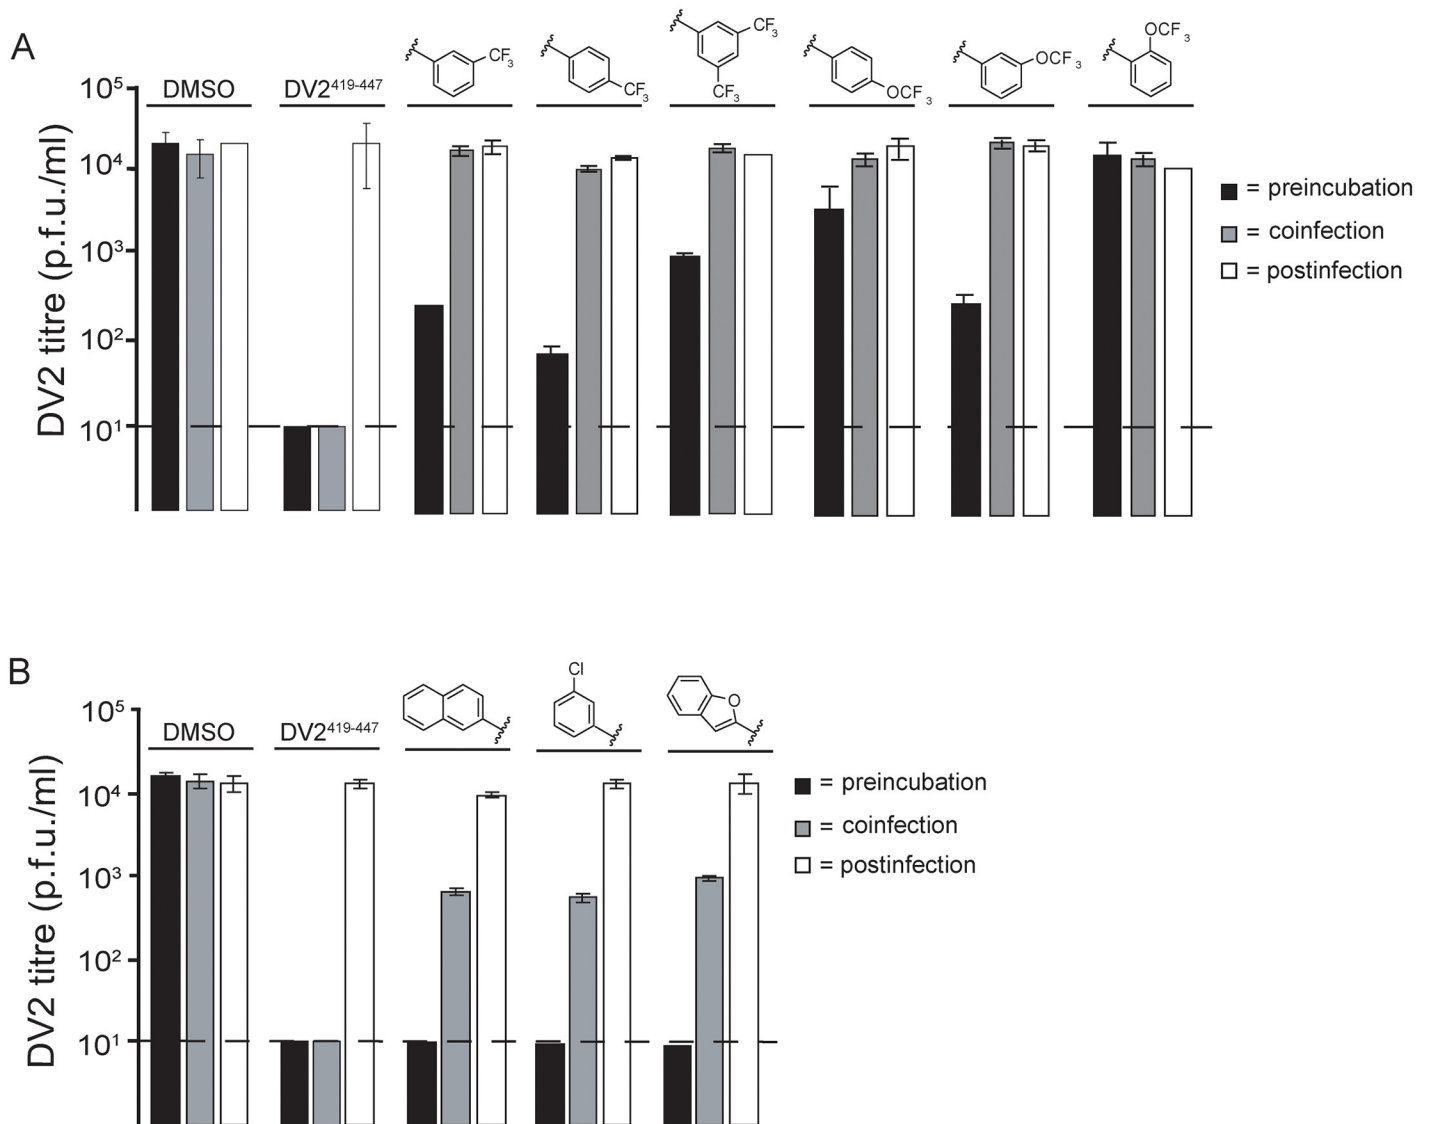 A
DMSO
DV2⁴¹⁹⁻⁴⁴⁷
CF₃
CF₃
CF₃
CF₃
OCF₃
OCF₃
OCF₃
DV2 titre (p.f.u./ml)
10⁵
10⁴
10³
10²
10¹
= preincubation
= coinfection
= postinfection
B
DMSO
DV2⁴¹⁹⁻⁴⁴⁷
Cl
O
DV2 titre (p.f.u./ml)
10⁵
10⁴
10³
10²
10¹
= preincubation
= coinfection
= postinfection